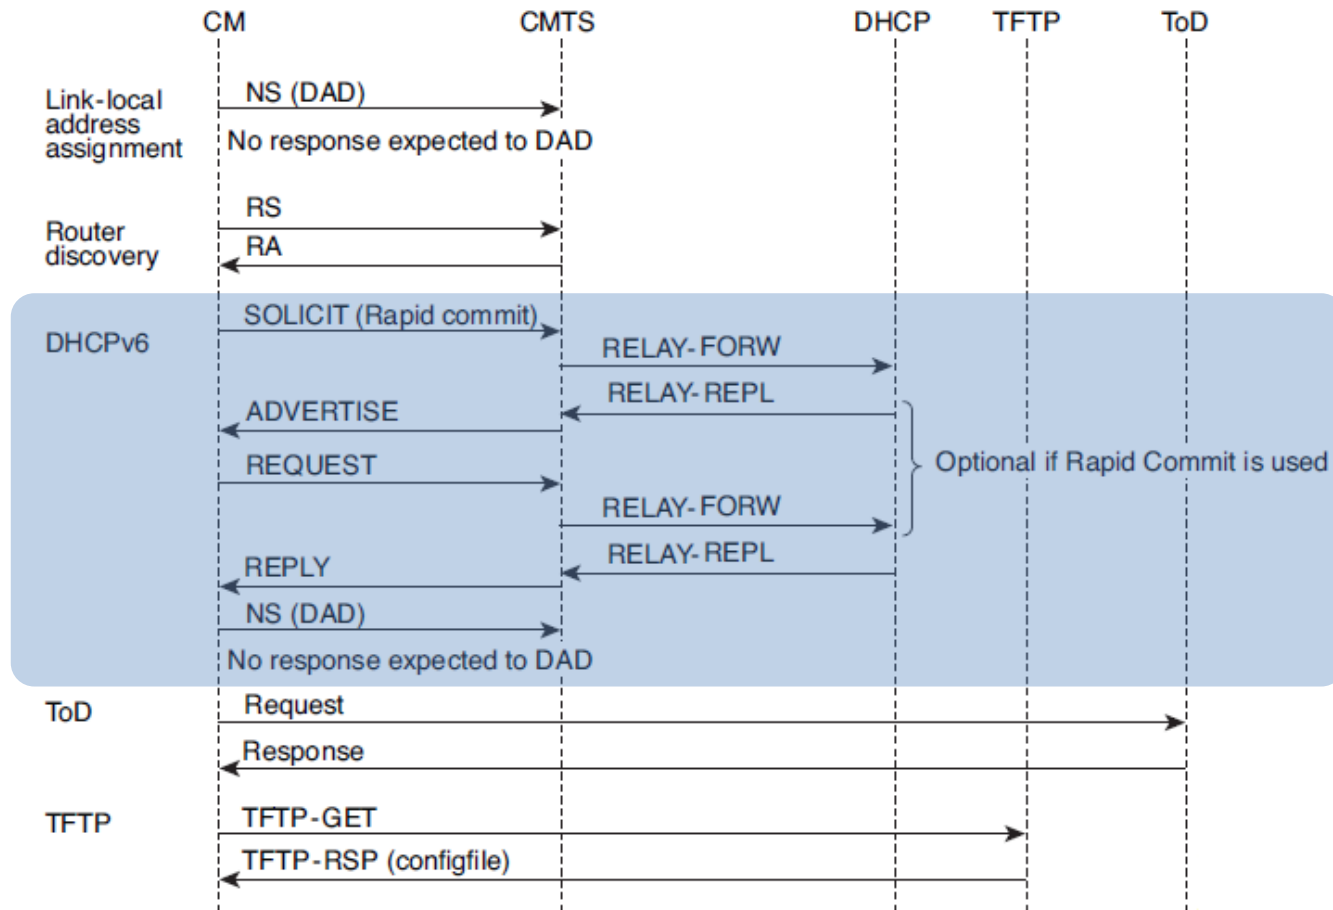 CM CMTS DHCP TFTP ToD
Link-local
address
assignment
NS (DAD)
No response expected to DAD
Router
discovery
RS
RA
DHCPv6
SOLICIT (Rapid commit)
RELAY-FORW
RELAY-REPL
ADVERTISE
REQUEST
Optional if Rapid Commit is used
RELAY-FORW
RELAY-REPL
REPLY
NS (DAD)
No response expected to DAD
ToD
Request
Response
TFTP
TFTP-GET
TFTP-RSP (configfile)